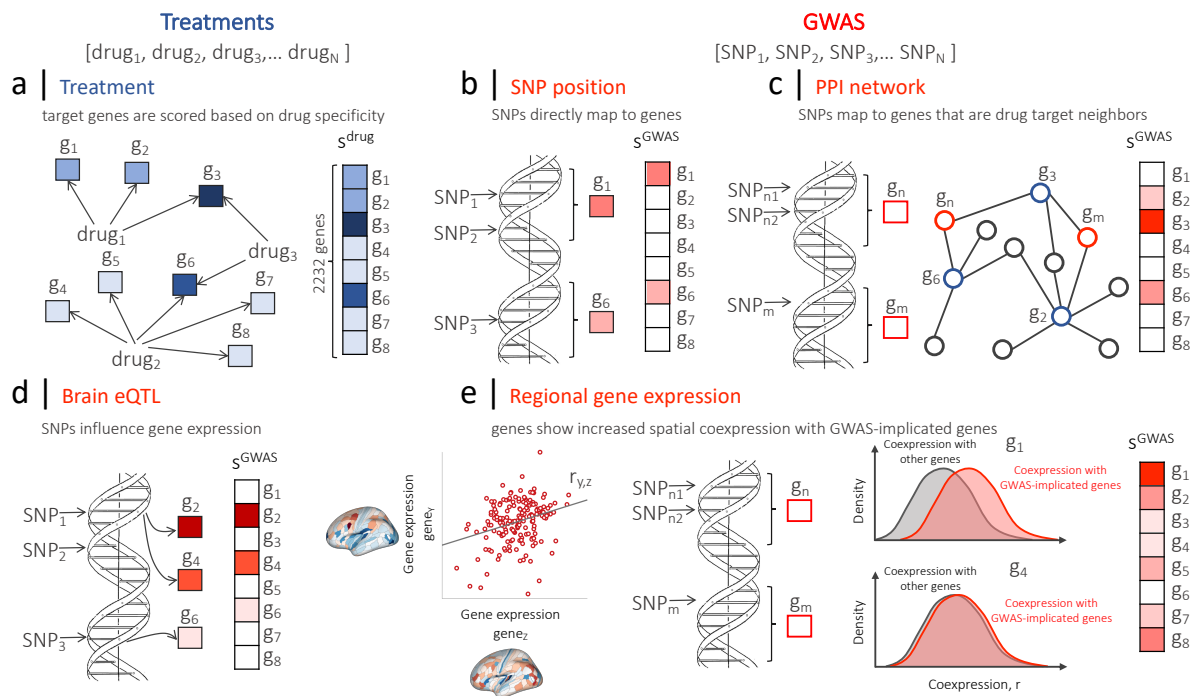 Treatments
[drug1, drug2, drug3,... drugN ]
GWAS
[SNP1, SNP2, SNP3,... SNPN ]
a | Treatment
target genes are scored based on drug specificity
sdrug
g1
g2
g3
drug1
drug3
g5
g6
g7
g4
drug2
g8
2232 genes
g1
g2
g3
g4
g5
g6
g7
g8
b | SNP position
SNPs directly map to genes
sGWAS
SNP1
SNP2
SNP3
g1
g6
g1
g2
g3
g4
g5
g6
g7
g8
c | PPI network
SNPs map to genes that are drug target neighbors
sGWAS
SNPn1
SNPn2
SNPm
gn
gm
g3
gn
gm
g6
g2
g1
g2
g3
g4
g5
g6
g7
g8
d | Brain eQTL
SNPs influence gene expression
sGWAS
SNP1
SNP2
SNP3
g2
g4
g6
g1
g2
g3
g4
g5
g6
g7
g8
e | Regional gene expression
genes show increased spatial coexpression with GWAS-implicated genes
Gene expression
geneY
ry,z
Gene expression
geneZ
SNPn1
SNPn2
SNPm
gn
gm
Coexpression with
other genes
g1
Coexpression with
GWAS-implicated genes
Density
g4
Coexpression with
other genes
Coexpression with
GWAS-implicated genes
Density
Coexpression, r
sGWAS
g1
g2
g3
g4
g5
g6
g7
g8